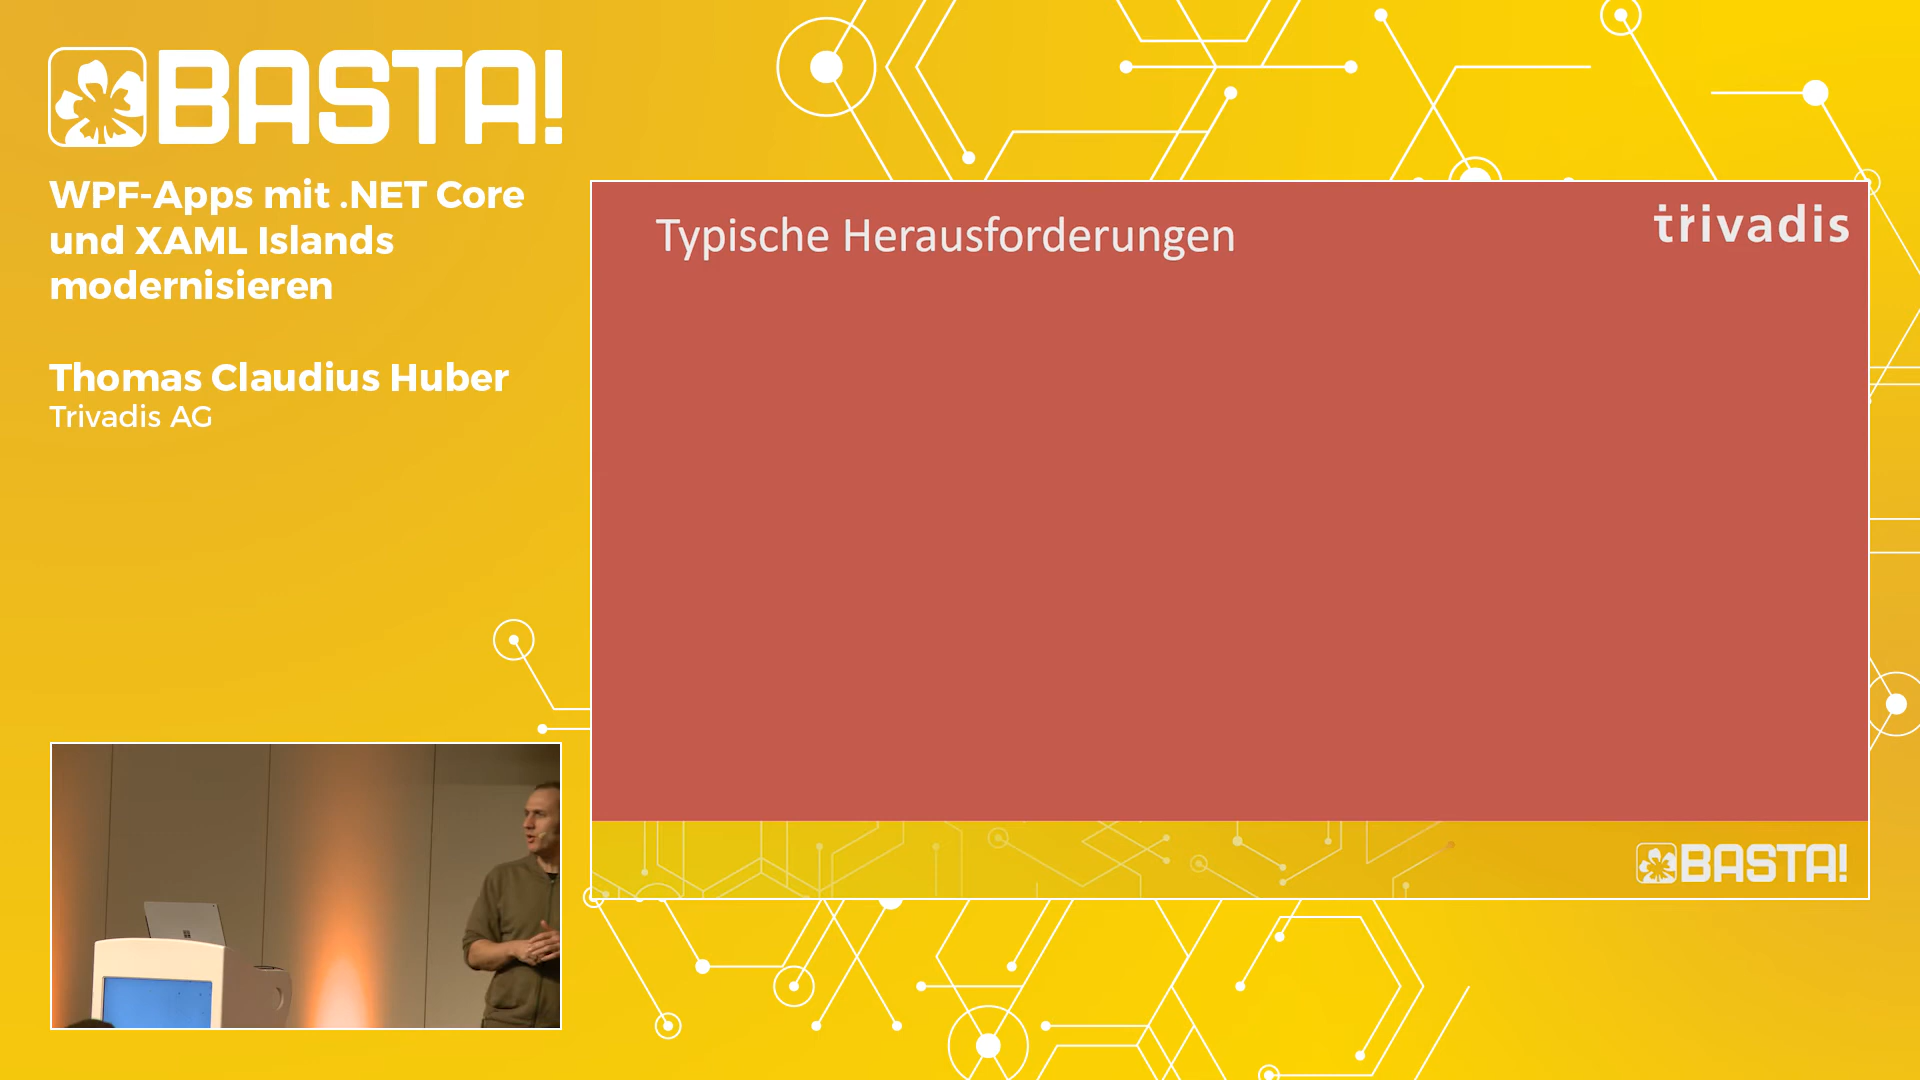 BASTA!
WPF-Apps mit .NET Core
und XAML Islands
modernisieren
Thomas Claudius Huber
Trivadis AG
Typische Herausforderungen
trivadis
BASTA!